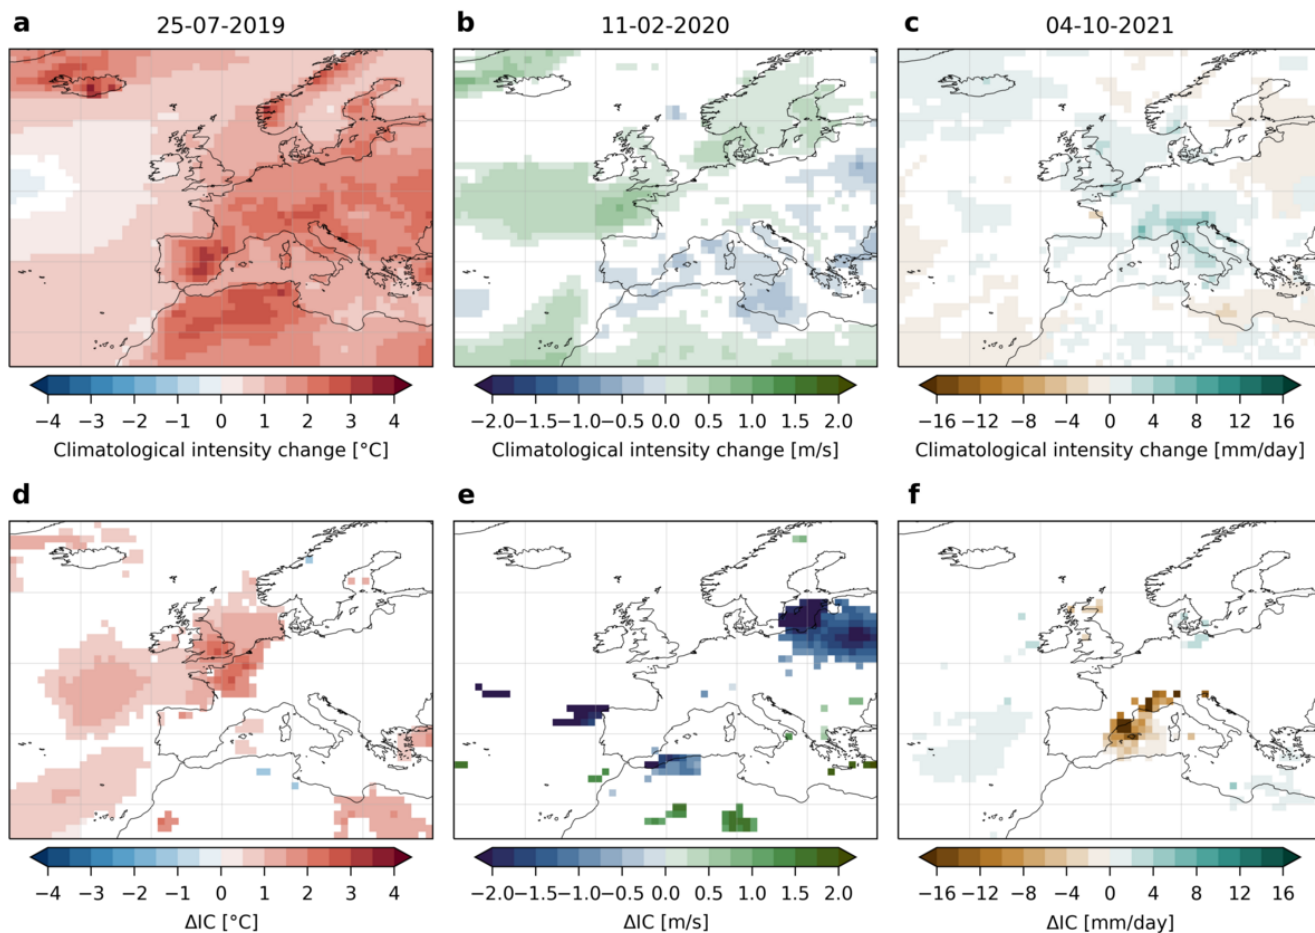 a 25-07-2019
b 11-02-2020
c 04-10-2021
−4 −3 −2 −1 0 1 2 3 4
Climatological intensity change [°C]
−2.0 −1.5 −1.0 −0.5 0.0 0.5 1.0 1.5 2.0
Climatological intensity change [m/s]
−16 −12 −8 −4 0 4 8 12 16
Climatological intensity change [mm/day]
d
e
f
−4 −3 −2 −1 0 1 2 3 4
ΔIC [°C]
−2.0 −1.5 −1.0 −0.5 0.0 0.5 1.0 1.5 2.0
ΔIC [m/s]
−16 −12 −8 −4 0 4 8 12 16
ΔIC [mm/day]